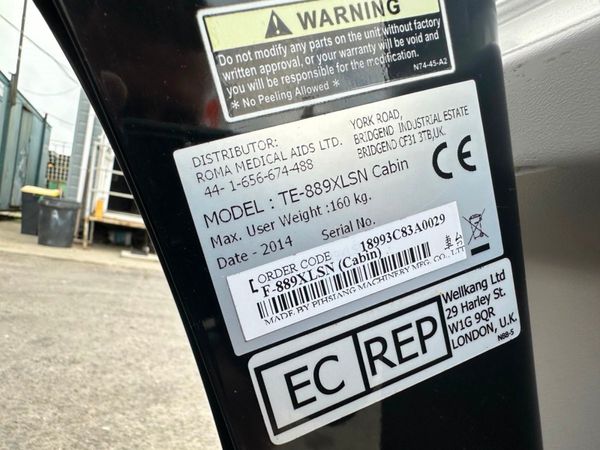 WARNING
Do not modify any parts on the unit without factory
written approval, or your warranty will be void and
you will be responsible for the modification.
* No Peeling Allowed *
N74-45-A2
DISTRIBUTOR:
ROMA MEDICAL AIDS LTD.
44- 1-656-674-488
YORK ROAD,
BRIDGEND INDUSTRIAL ESTATE
BRIDGEND CF31 3TB,UK.
CE
MODEL : TE-889XLSN Cabin
Max. User Weight :160 kg.
Date - 2014
Serial No.
ORDER CODE
18993C83A0029
F-889XLSN (Cabin)
MADE BY PIHSIANG MACHINERY MFG. CO., LTD
EC REP
Wellkang Ltd
29 Harley St.
W1G 9QR
LONDON, U.K.
N88-5